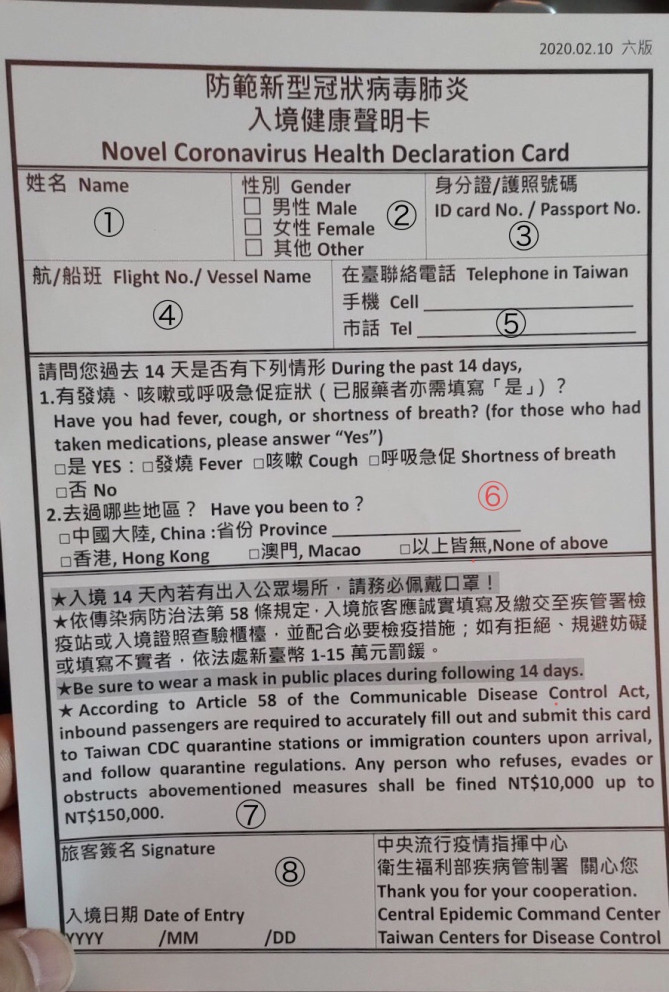 2020.02.10 六版
防範新型冠狀病毒肺炎
入境健康聲明卡
Novel Coronavirus Health Declaration Card
姓名 Name
①
性別 Gender
□ 男性 Male
□ 女性 Female
□ 其他 Other
②
身分證/護照號碼
ID card No. / Passport No.
③
航/船班 Flight No./ Vessel Name
④
在臺聯絡電話 Telephone in Taiwan
手機 Cell
市話 Tel
⑤
請問您過去 14 天是否有下列情形 During the past 14 days,
1.有發燒、咳嗽或呼吸急促症狀(已服藥者亦需填寫「是」)?
Have you had fever, cough, or shortness of breath? (for those who had
taken medications, please answer “Yes”)
□是 YES：□發燒 Fever □咳嗽 Cough □呼吸急促 Shortness of breath
□否 No
⑥
2.去過哪些地區？ Have you been to？
□中國大陸, China :省份 Province
□香港, Hong Kong □澳門, Macao □以上皆無,None of above
★入境 14 天內若有出入公眾場所，請務必佩戴口罩！
★依傳染病防治法第 58 條規定，入境旅客應誠實填寫及繳交至疾管署檢
疫站或入境證照查驗櫃檯，並配合必要檢疫措施；如有拒絕、規避妨礙
或填寫不實者，依法處新臺幣 1-15 萬元罰鍰。
★Be sure to wear a mask in public places during following 14 days.
★ According to Article 58 of the Communicable Disease Control Act,
inbound passengers are required to accurately fill out and submit this card
to Taiwan CDC quarantine stations or immigration counters upon arrival,
and follow quarantine regulations. Any person who refuses, evades or
obstructs abovementioned measures shall be fined NT$10,000 up to
NT$150,000.
⑦
旅客簽名 Signature
⑧
入境日期 Date of Entry
YYYY /MM /DD
中央流行疫情指揮中心
衛生福利部疾病管制署 關心您
Thank you for your cooperation.
Central Epidemic Command Center
Taiwan Centers for Disease Control